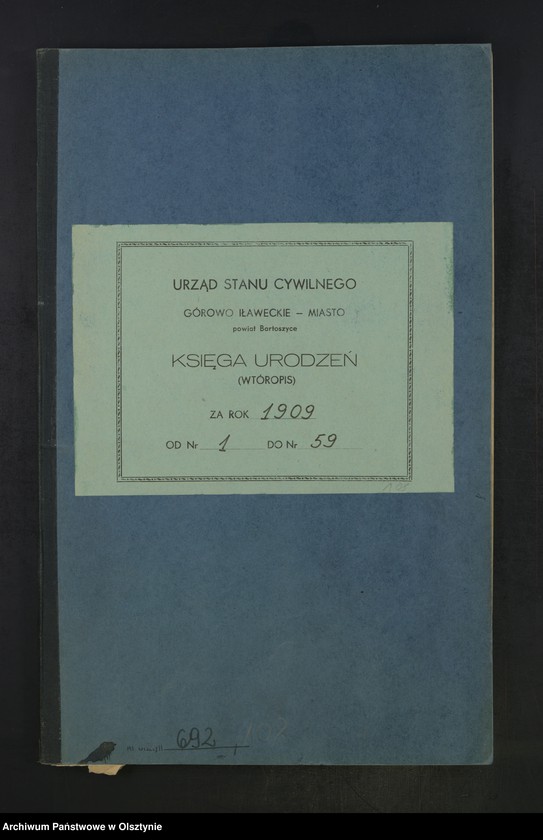 URZĄD STANU CYWILNEGO
GÓROWO IŁAWECKIE – MIASTO
powiat Bartoszyce
KSIĘGA URODZEŃ
(WTÓROPIS)
ZA ROK 1909
OD Nr 1 DO Nr 59
692
Archiwum Państwowe w Olsztynie